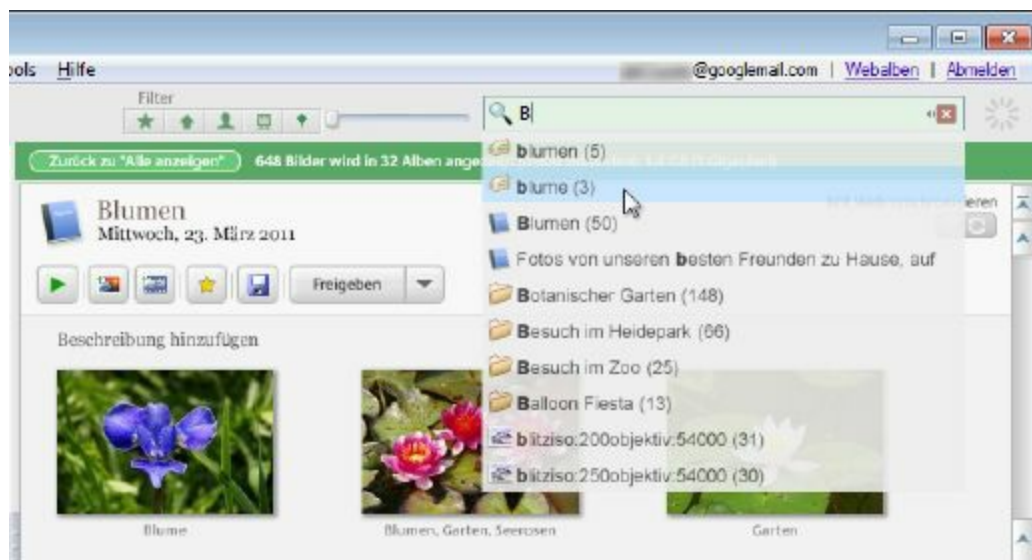 ools Hilfe @googlemail.com | Webalben | Abmelden
Filter
B
Zurück zu "Alle anzeigen" 648 Bilder wird in 32 Alben ange
blumen (5)
blume (3)
Blumen (50)
Fotos von unseren besten Freunden zu Hause, auf
Botanischer Garten (148)
Besuch im Heidepark (66)
Besuch im Zoo (25)
Balloon Fiesta (13)
blitziso:200objektiv:54000 (31)
blitziso:250objektiv:54000 (30)
Blumen
Mittwoch, 23. März 2011
Freigeben
Beschreibung hinzufügen
Blume
Blumen, Garten, Seerosen
Garten